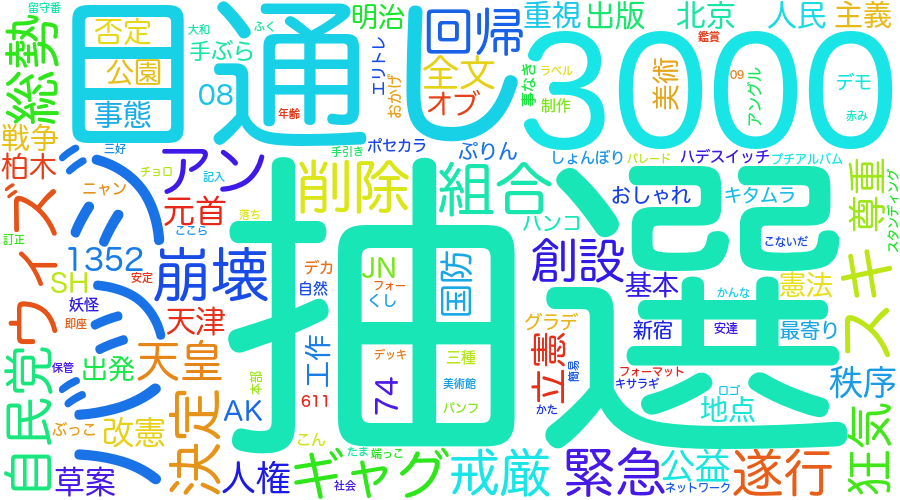 留守番
総勢
否定
公園
事態
日通し
大和
ふく
手ぶら
08
年齢
エリトレ
おかげ
明治
回帰
全文
オブ
重視
出版
北京
人民
主義
鑑賞
3000
美術
09
アングル
デモ
赤み
事なき
ラベル
制作
戦争
柏木
三好
チョロ
ニャン
アン
記入
手引き
ポセカラ
ぷりん
しょんぼり
パレード
ハデスイッチ
プチアルバム
ウィズ
訂正
バッジ
元首
落ち
ここら
削除
組合
おしゃれ
キタムラ
ハンコ
こないだ
尊重
スタンディング
1352
SH
安定
崩壊
デカ
自然
JN
フォー
くし
国防
創設
基本
かんな
憲法
スキ
妖怪
即座
天津
抽選
グラデ
新宿
安達
最寄り
自民党
保管
出発
天皇
本部
工作
デッキ
三種
美術館
パンフ
74
立憲
簡易
かた
フォーマット
キサラギ
ロゴ
地点
秩序
ぶっこ
改憲
決定
AK
611
こん
草案
人権
ギャグ
社会
たま
端っこ
戒厳
緊急
公益
ネットワーク
遂行
狂気